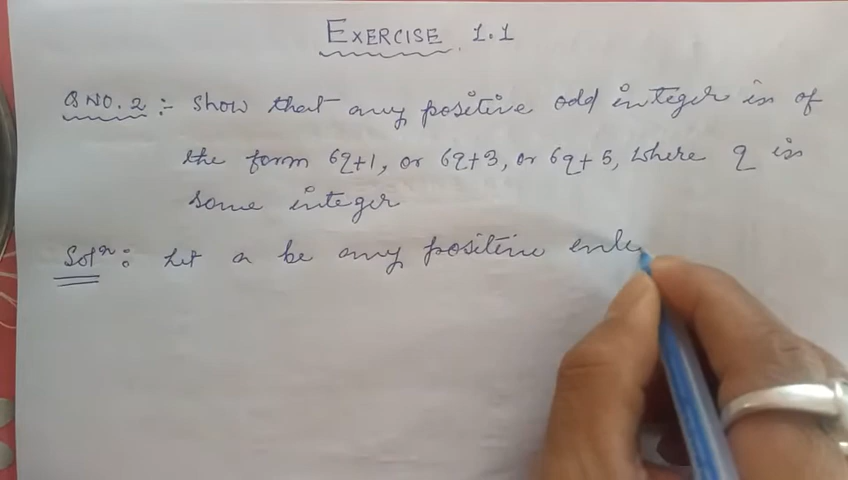 EXERCISE 1.1
Q NO. 2 :- Show that any positive odd integer is of
the form 6q+1, or 6q+3, or 6q+5, where q is
some integer
Solⁿ: Let a be any positive inte